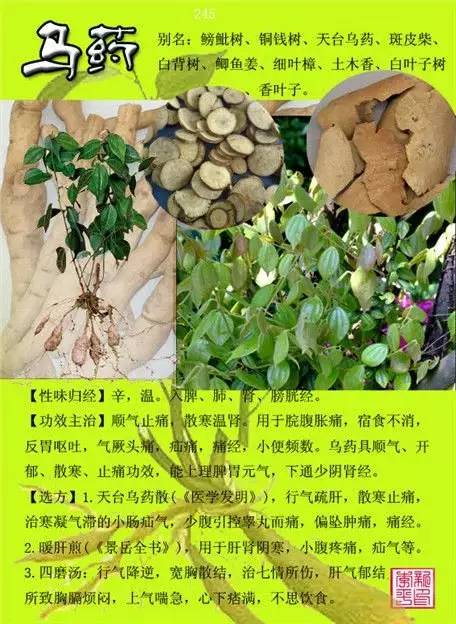 245
马药
别名：鳑魮树、铜钱树、天台乌药、斑皮柴、
白背树、鲫鱼姜、细叶樟、土木香、白叶子树
、香叶子。
【性味归经】辛，温。入脾、肺、肾、膀胱经。
【功效主治】顺气止痛，散寒温肾。用于脘腹胀痛，宿食不消，
反胃呕吐，气厥头痛，疝痛，痛经，小便频数。乌药具顺气、开
郁、散寒、止痛功效，能上理脾胃元气，下通少阴肾经。
【选方】1.天台乌药散(《医学发明》)，行气疏肝，散寒止痛，
治寒凝气滞的小肠疝气，少腹引控睾丸而痛，偏坠肿痛，痛经。
2.暖肝煎(《景岳全书》)，用于肝肾阴寒，小腹疼痛，疝气等。
3.四磨汤：行气降逆，宽胸散结，治七情所伤，肝气郁结
所致胸膈烦闷，上气喘急，心下痞满，不思饮食。